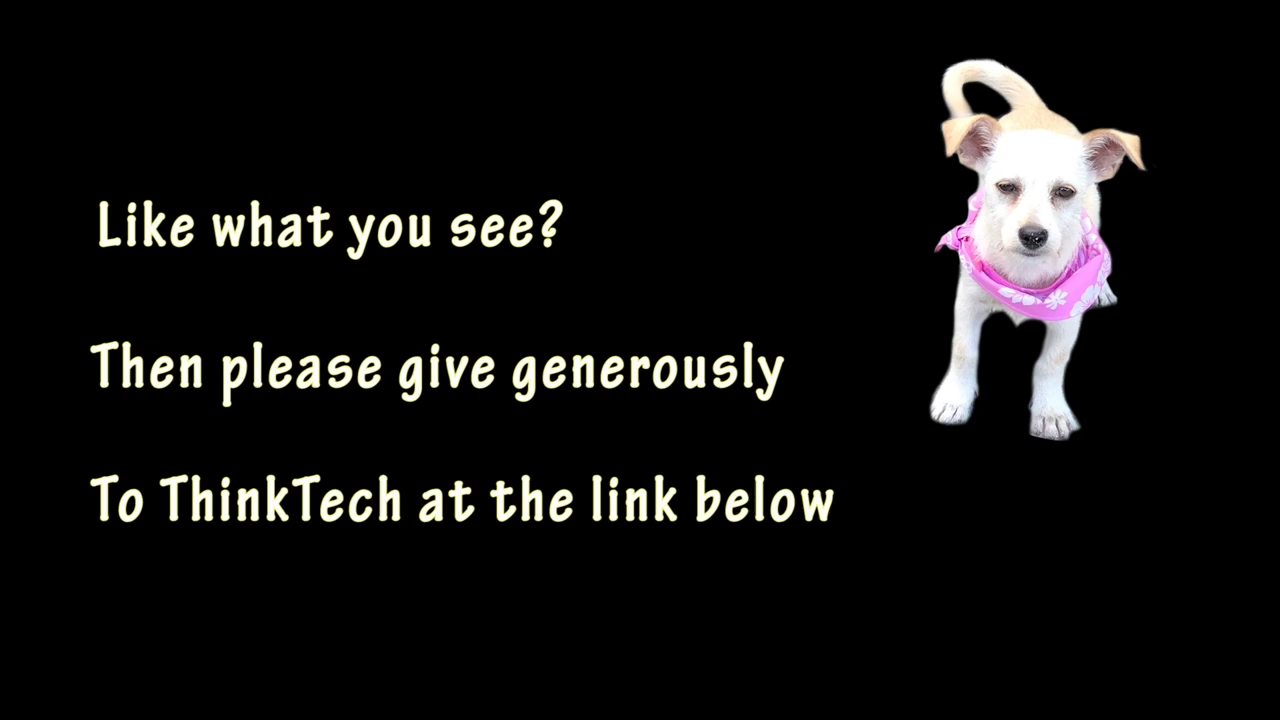 Like what you see?
Then please give generously
To ThinkTech at the link below